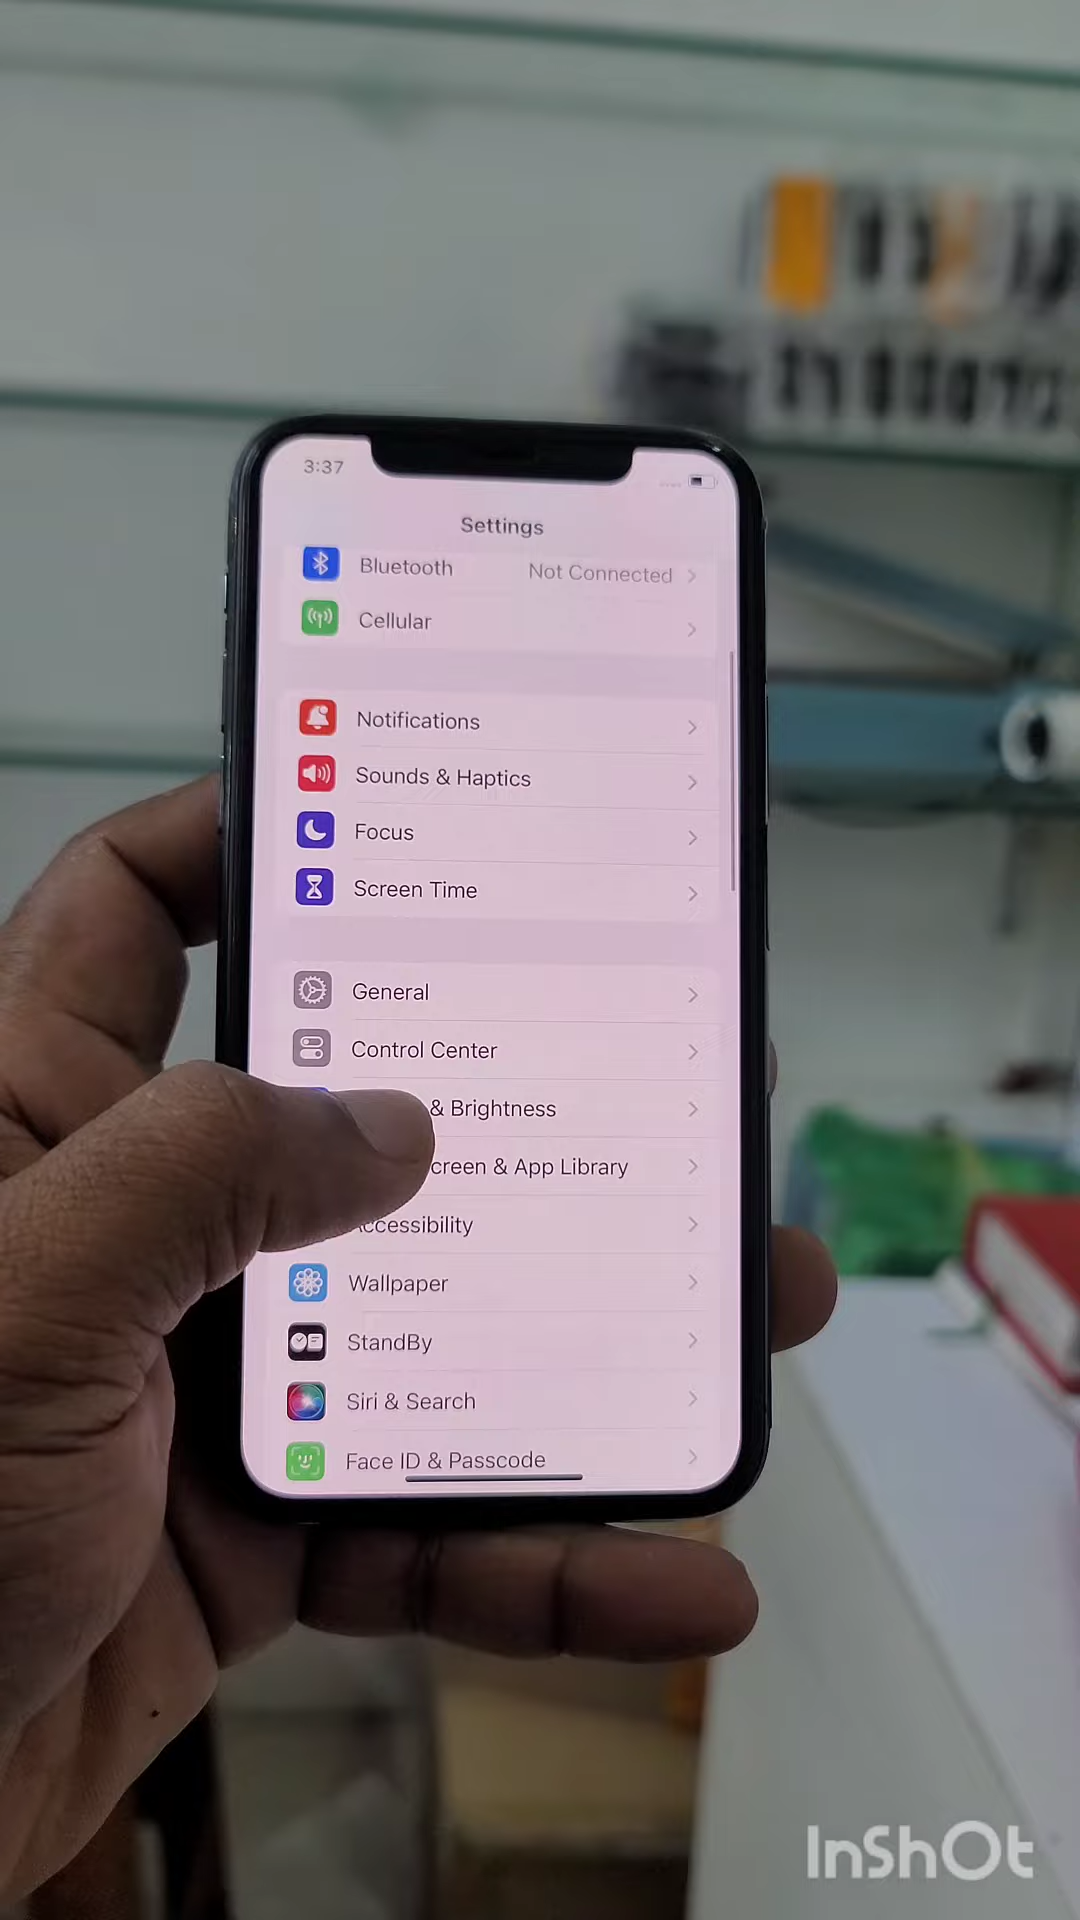 3:37
Settings
Bluetooth Not Connected
Cellular
Notifications
Sounds & Haptics
Focus
Screen Time
General
Control Center
& Brightness
creen & App Library
Accessibility
Wallpaper
StandBy
Siri & Search
Face ID & Passcode
InShOt